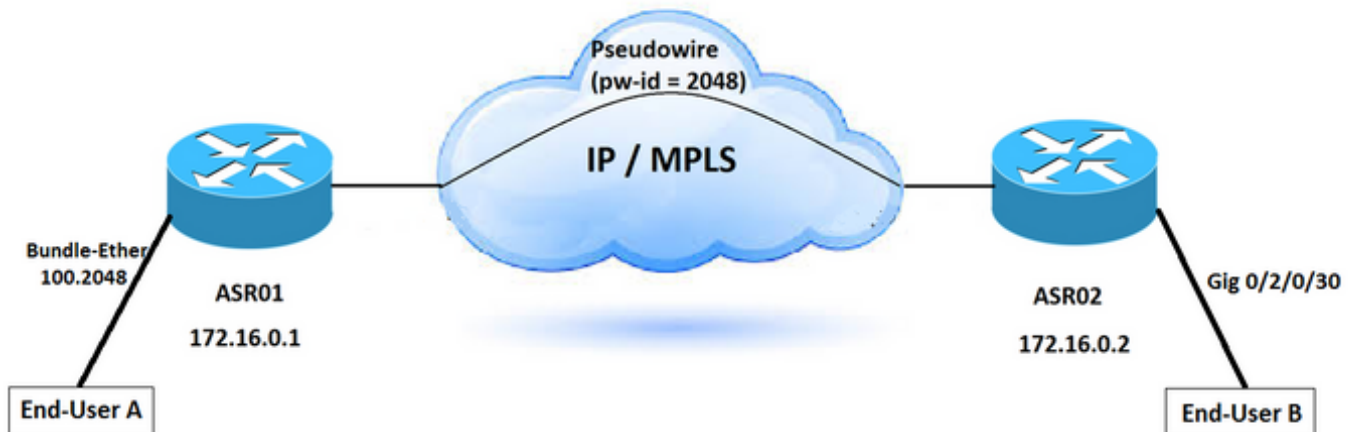 Pseudowire
(pw-id = 2048)
IP / MPLS
Bundle-Ether
100.2048
ASR01
172.16.0.1
ASR02
172.16.0.2
Gig 0/2/0/30
End-User A
End-User B